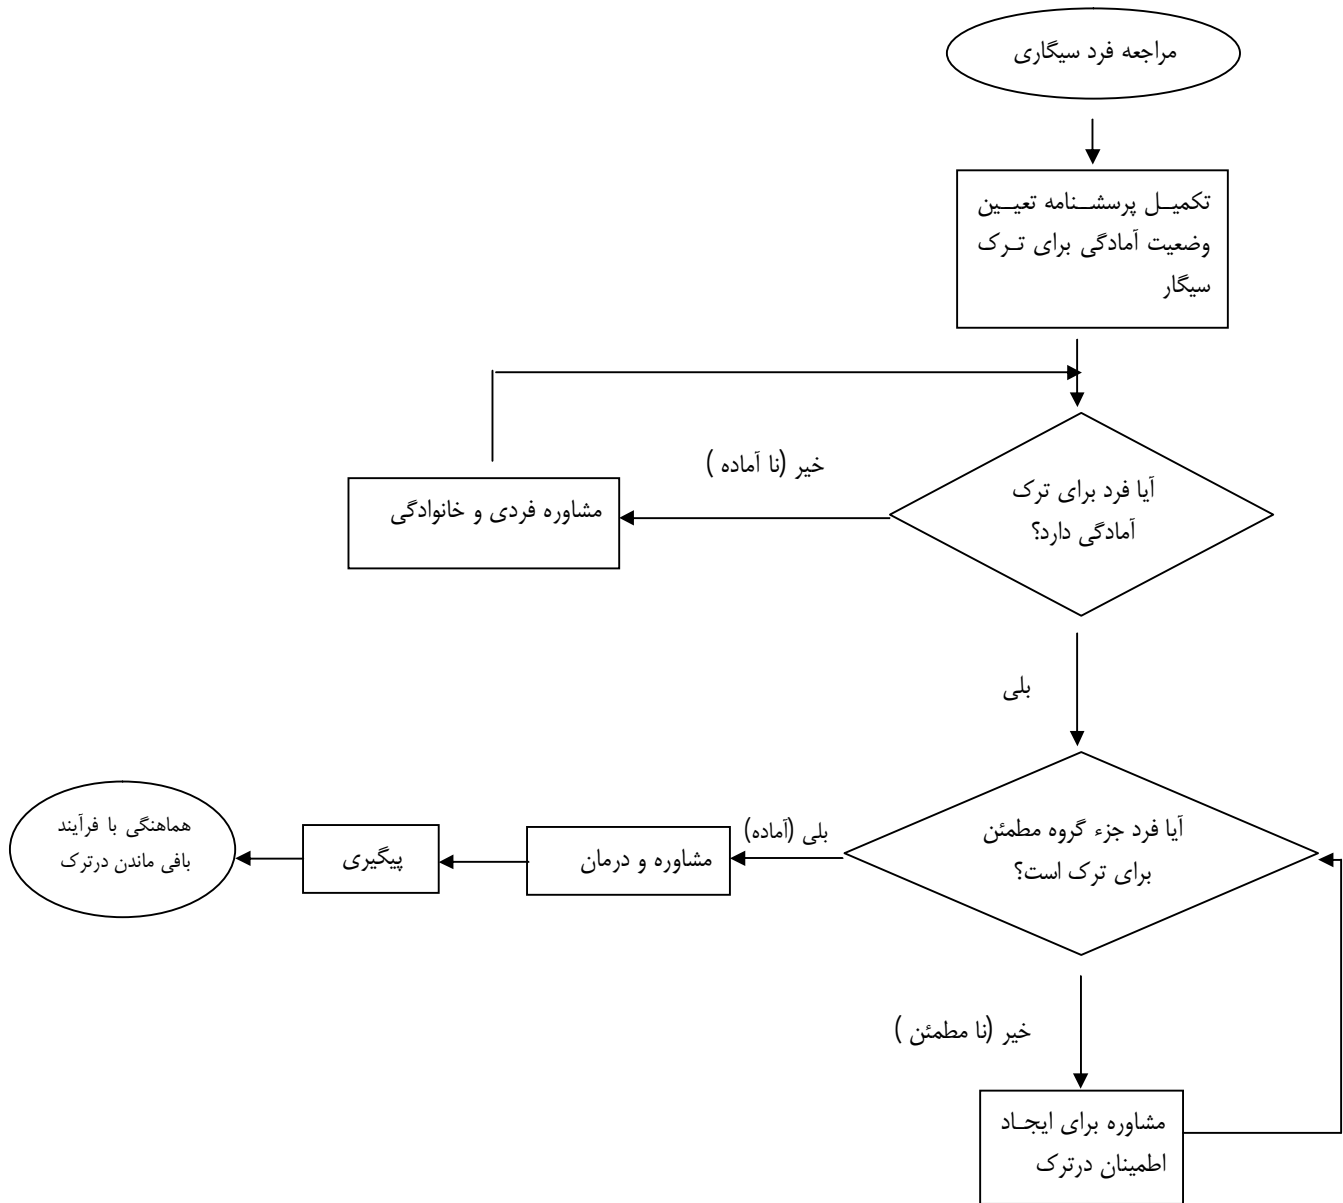 مراجعه فرد سیگاری
تکمیـل پرسشـنامه تعیـین
وضعیت آمادگی برای تـرک
سیگار
خیر (نا آماده )
مشاوره فردی و خانوادگی
آیا فرد برای ترک
آمادگی دارد؟
بلی
آیا فرد جزء گروه مطمئن
برای ترک است؟
بلی (آماده)
مشاوره و درمان
پیگیری
هماهنگی با فرآیند
بافی ماندن درترک
خیر (نا مطمئن )
مشاوره برای ایجـاد
اطمینان درترک